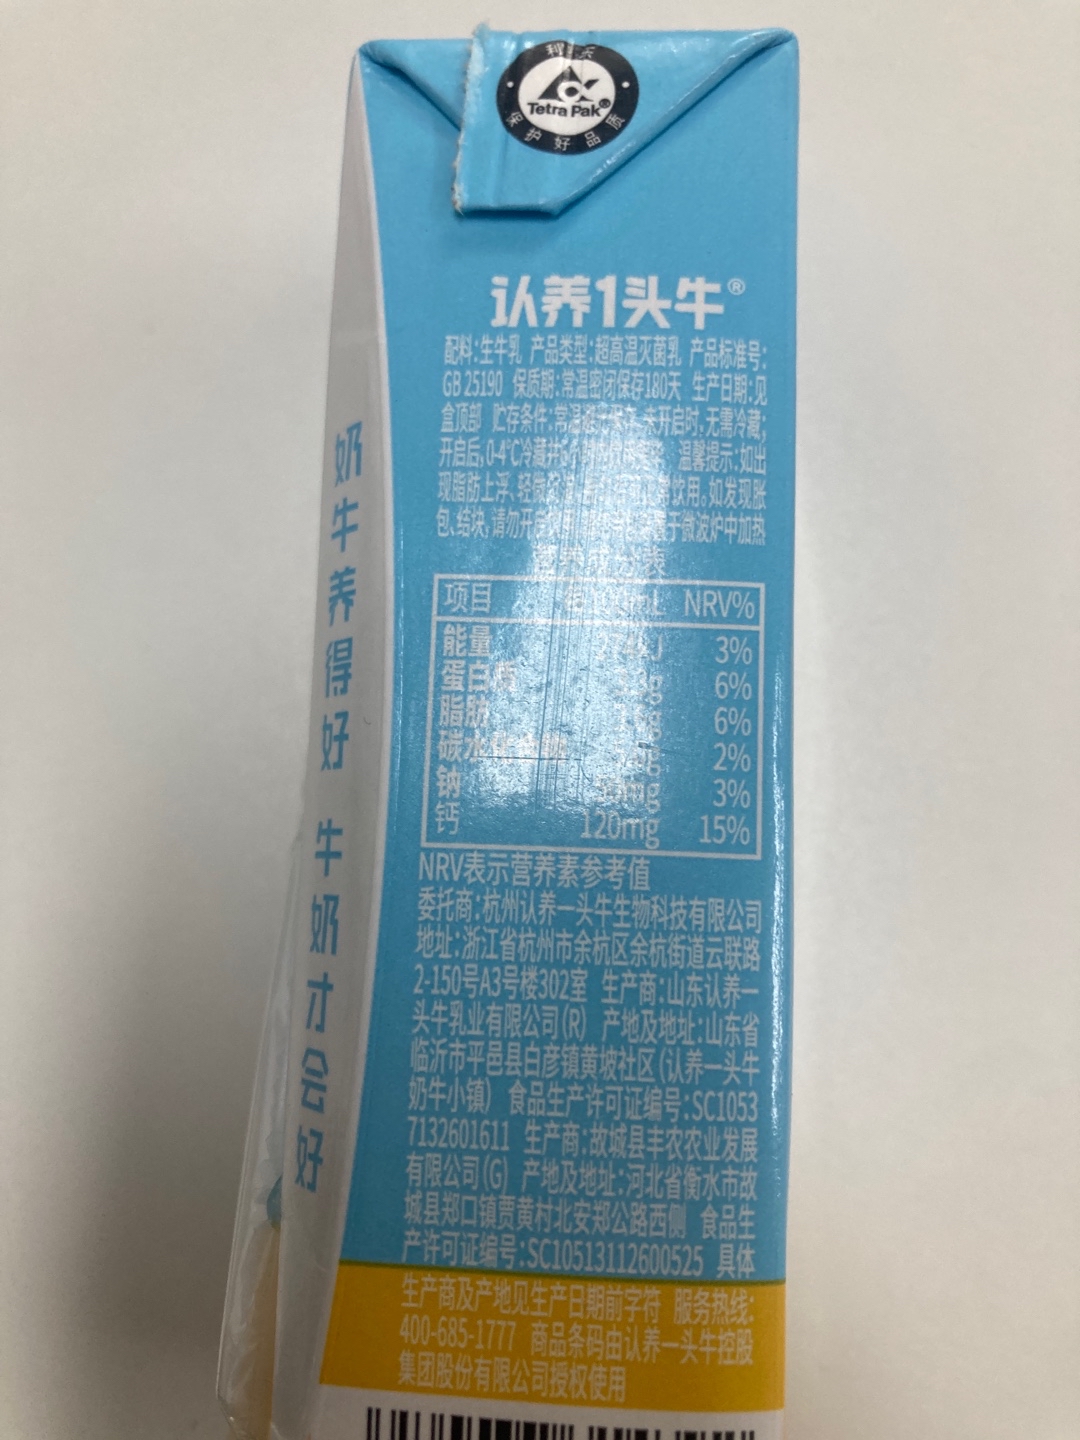 利乐
Tetra Pak®
保护好品质
认养1头牛®
配料:生牛乳 产品类型:超高温灭菌乳 产品标准号:
GB 25190 保质期:常温密闭保存180天 生产日期:见
盒顶部 贮存条件:常温 未开启时,无需冷藏;
开启后,0-4℃冷藏并 温馨提示:如出
现脂肪上浮、轻微 饮用。如发现胀
包、结块,请勿开 于微波炉中加热
营养成分表
项目 mL NRV%
能量 3%
蛋白质 g 6%
脂肪 g 6%
碳水 g 2%
钠 mg 3%
钙 120mg 15%
NRV表示营养素参考值
委托商:杭州认养一头牛生物科技有限公司
地址:浙江省杭州市余杭区余杭街道云联路
2-150号A3号楼302室 生产商:山东认养一
头牛乳业有限公司(R) 产地及地址:山东省
临沂市平邑县白彦镇黄坡社区(认养一头牛
奶牛小镇) 食品生产许可证编号:SC1053
7132601611 生产商:故城县丰农农业发展
有限公司(G) 产地及地址:河北省衡水市故
城县郑口镇贾黄村北安郑公路西侧 食品生
产许可证编号:SC10513112600525 具体
生产商及产地见生产日期前字符 服务热线:
400-685-1777 商品条码由认养一头牛控股
集团股份有限公司授权使用
奶牛养得好 牛奶才会好